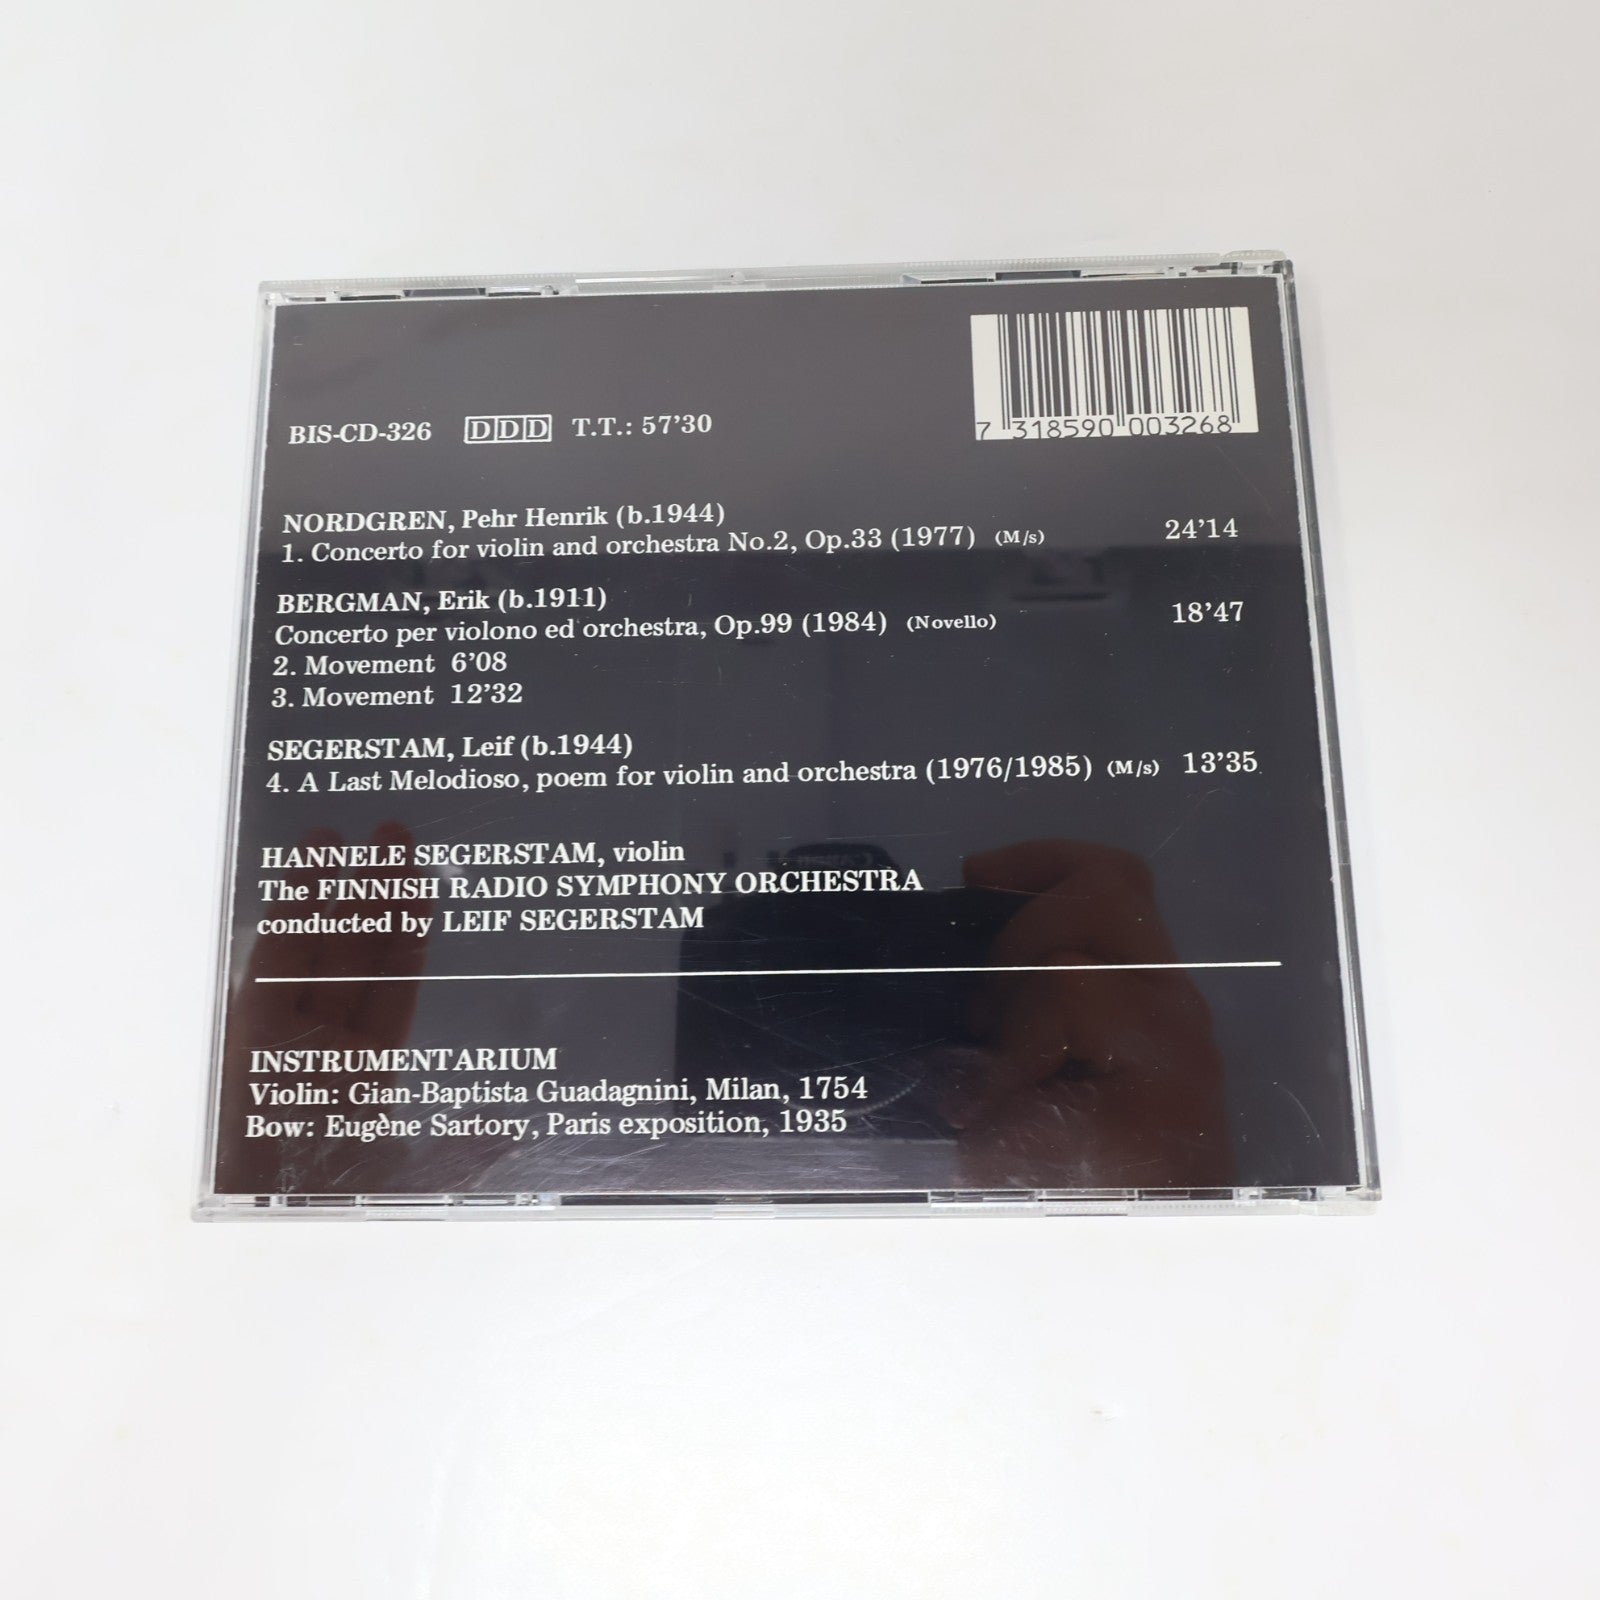 7 318590 003268
BIS-CD-326 DDD T.T.: 57'30
NORDGREN, Pehr Henrik (b.1944)
1. Concerto for violin and orchestra No.2, Op.33 (1977) (M/s) 24'14
BERGMAN, Erik (b.1911)
Concerto per violono ed orchestra, Op.99 (1984) (Novello) 18'47
2. Movement 6'08
3. Movement 12'32
SEGERSTAM, Leif (b.1944)
4. A Last Melodioso, poem for violin and orchestra (1976/1985) (M/s) 13'35
HANNELE SEGERSTAM, violin
The FINNISH RADIO SYMPHONY ORCHESTRA
conducted by LEIF SEGERSTAM
INSTRUMENTARIUM
Violin: Gian-Baptista Guadagnini, Milan, 1754
Bow: Eugène Sartory, Paris exposition, 1935